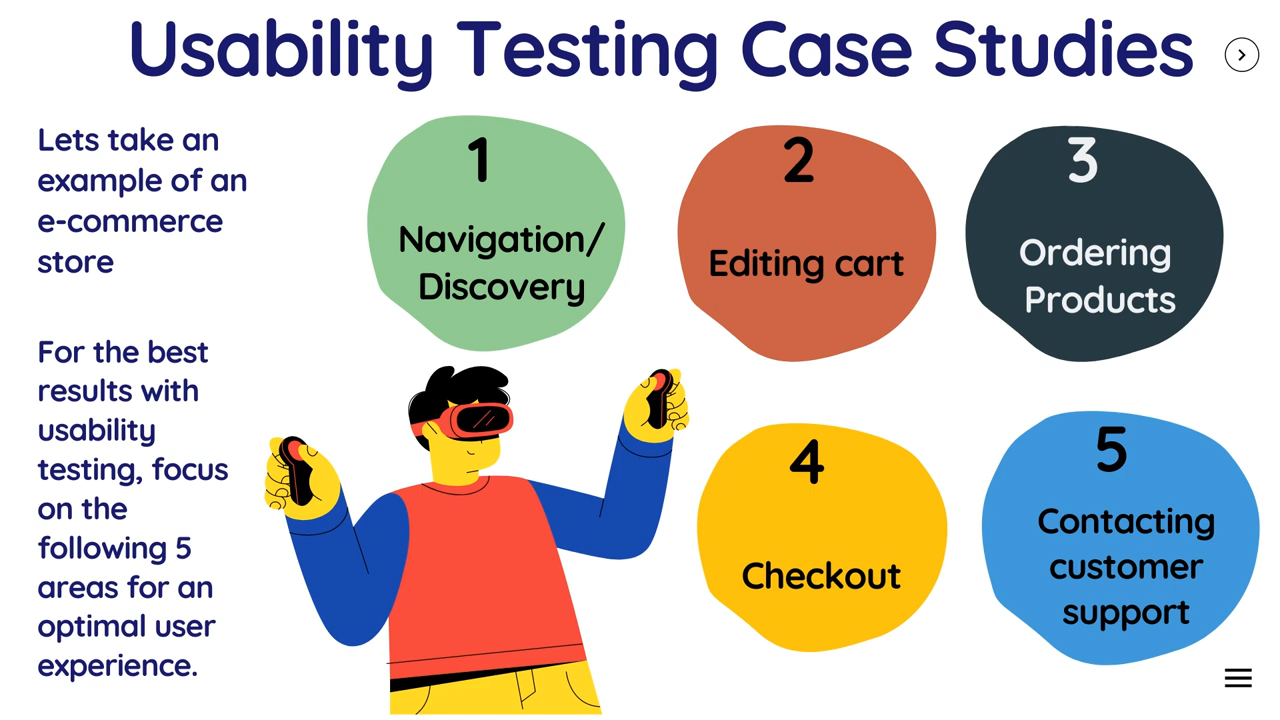 Usability Testing Case Studies
Lets take an
example of an
e-commerce
store
For the best
results with
usability
testing, focus
on the
following 5
areas for an
optimal user
experience.
1
Navigation/
Discovery
2
Editing cart
3
Ordering
Products
4
Checkout
5
Contacting
customer
support